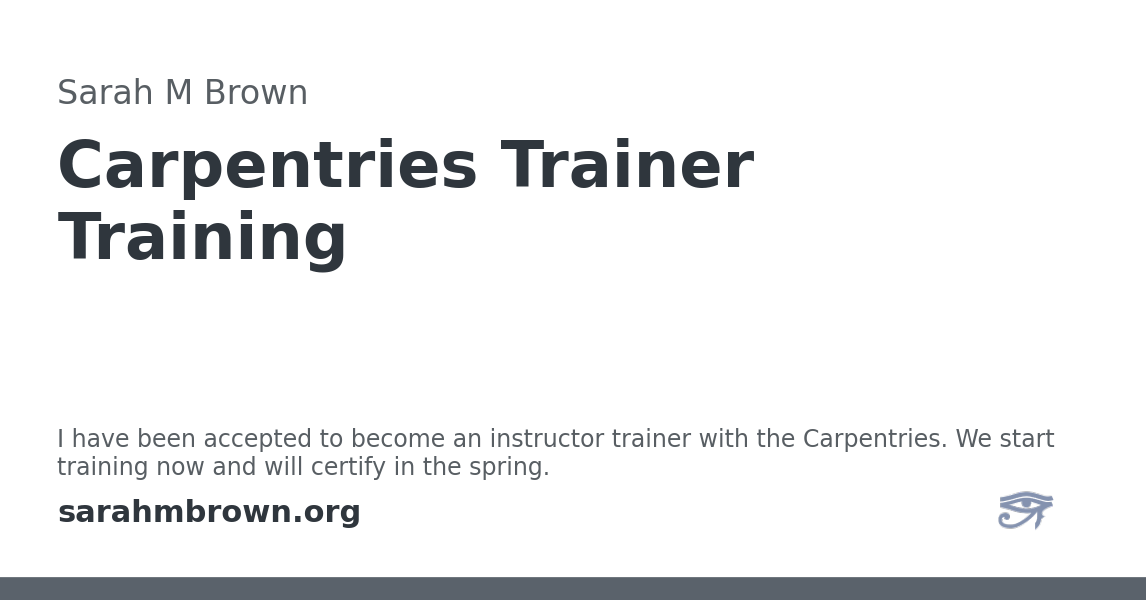 Sarah M Brown
Carpentries Trainer
Training
I have been accepted to become an instructor trainer with the Carpentries. We start
training now and will certify in the spring.
sarahmbrown.org